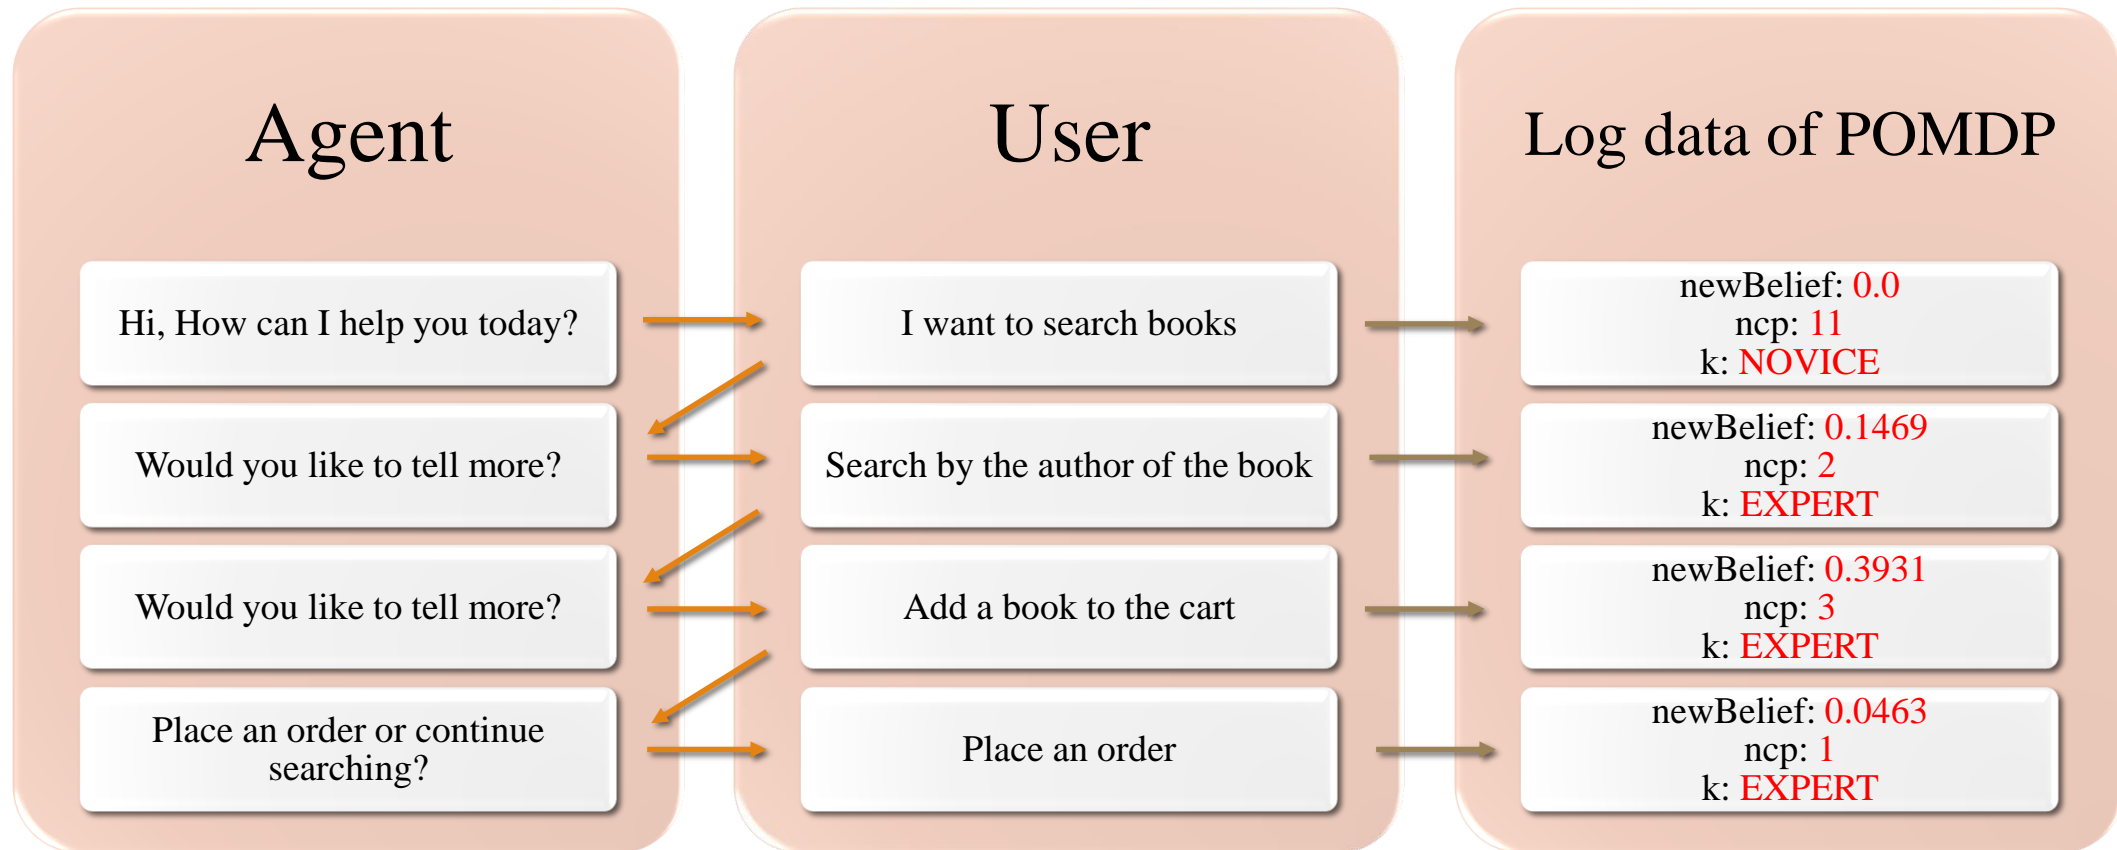 Agent
Hi, How can I help you today?
Would you like to tell more?
Would you like to tell more?
Place an order or continue
searching?
User
I want to search books
Search by the author of the book
Add a book to the cart
Place an order
Log data of POMDP
newBelief: 0.0
ncp: 11
k: NOVICE
newBelief: 0.1469
ncp: 2
k: EXPERT
newBelief: 0.3931
ncp: 3
k: EXPERT
newBelief: 0.0463
ncp: 1
k: EXPERT